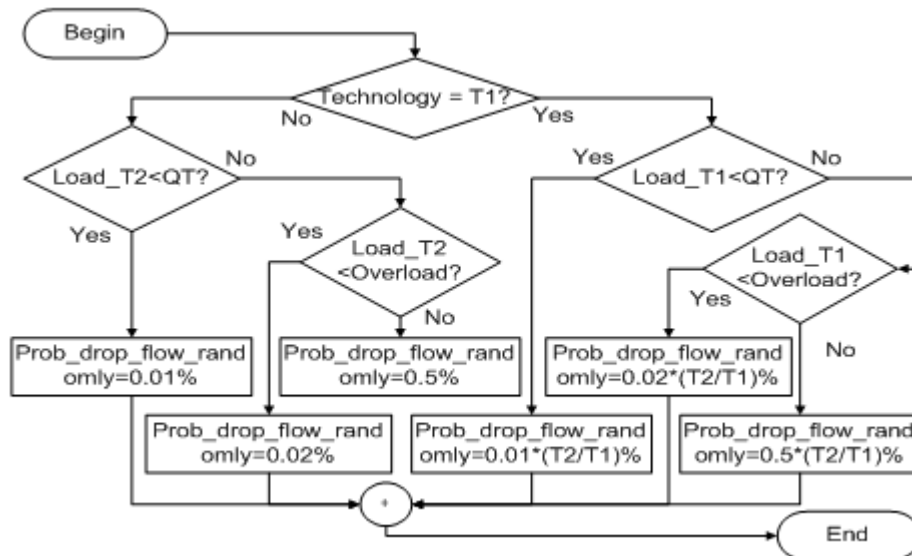 Begin
Technology = T1?
No
Yes
Load_T2<QT?
No
Yes
Load_T1<QT?
Yes
No
Load_T2
<Overload?
Yes
No
Load_T1
<Overload?
Yes
No
Prob_drop_flow_rand
omly=0.01%
Prob_drop_flow_rand
omly=0.5%
Prob_drop_flow_rand
omly=0.02*(T2/T1)%
Prob_drop_flow_rand
omly=0.02%
Prob_drop_flow_rand
omly=0.01*(T2/T1)%
Prob_drop_flow_rand
omly=0.5*(T2/T1)%
+
End